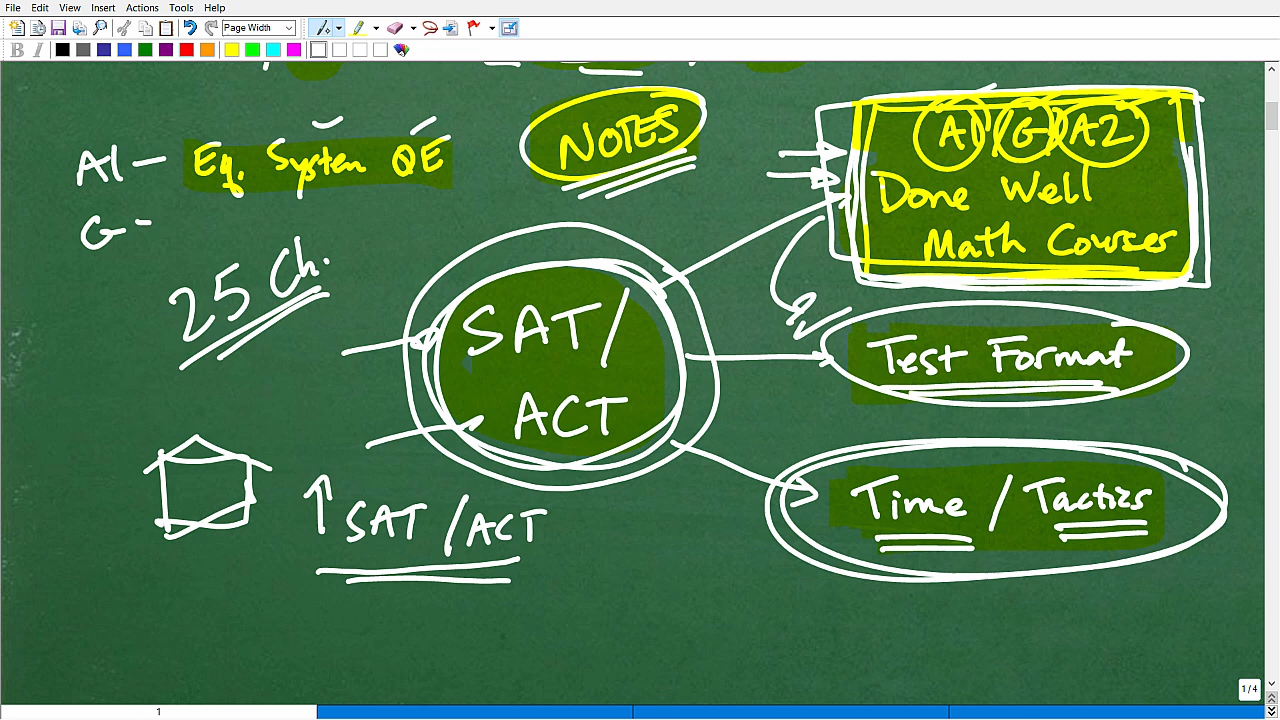 File Edit View Insert Actions Tools Help
Page Width
B I
A1 — Eq. System QE
G -
25 Ch.
NOTES
A1 G A2
Done Well
Math Courses
SAT/
ACT
Test Format
Time / Tactics
↑ SAT / ACT
1/4
1